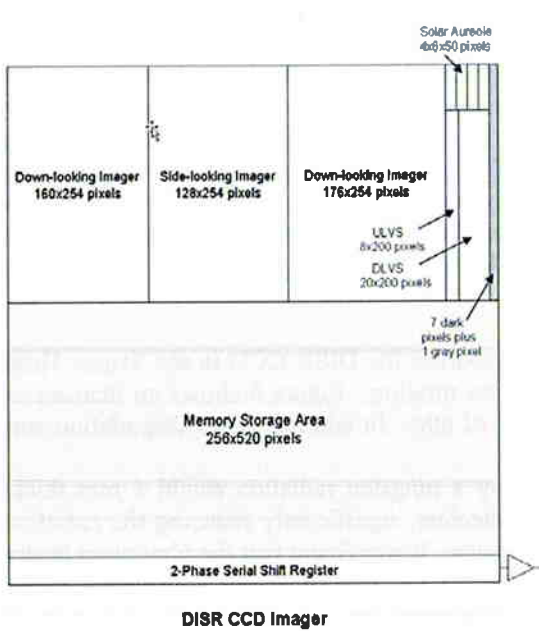 Solar Aureole
4x6x50 pixels
Down-looking Imager
160x254 pixels
Side-looking Imager
128x254 pixels
Down-looking Imager
176x254 pixels
ULVS
8x200 pixels
DLVS
20x200 pixels
7 dark
pixels plus
1 gray pixel
Memory Storage Area
256x520 pixels
2-Phase Serial Shift Register
DISR CCD Imager